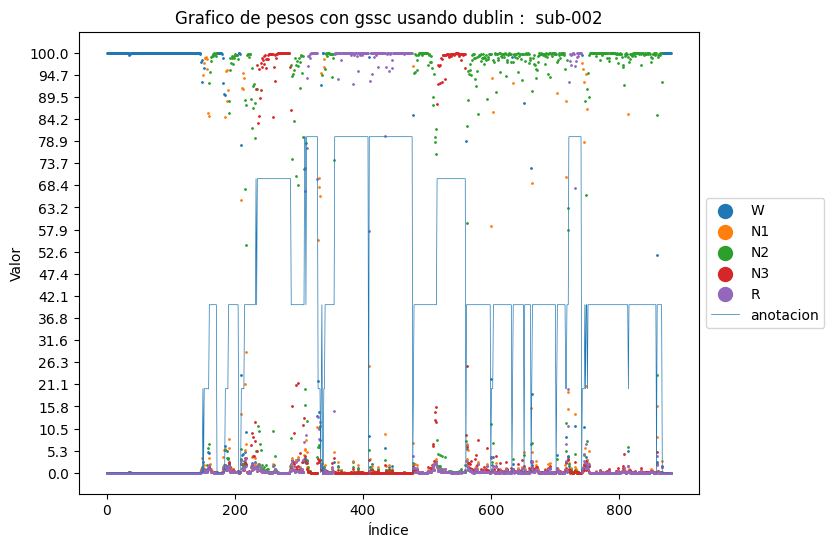 Grafico de pesos con gssc usando dublin :  sub-002
Valor
100.0
94.7
89.5
84.2
78.9
73.7
68.4
63.2
57.9
52.6
47.4
42.1
36.8
31.6
26.3
21.1
15.8
10.5
5.3
0.0
0 200 400 600 800
Índice
W
N1
N2
N3
R
anotacion